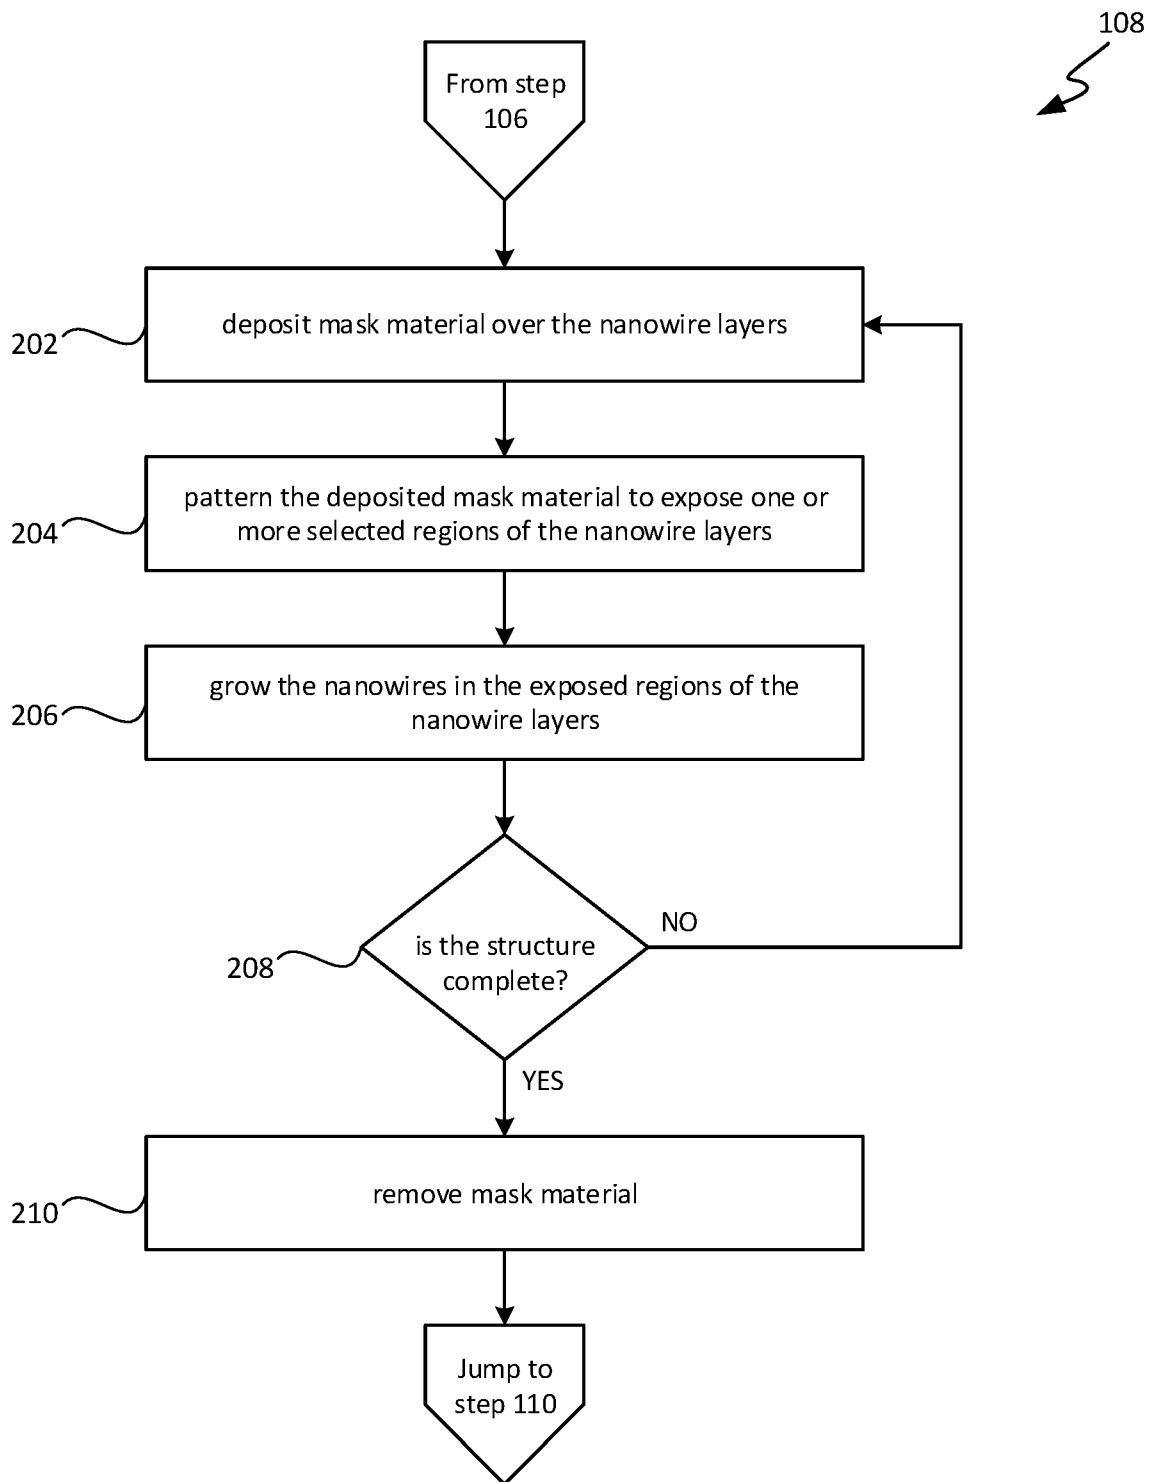 108
From step
106
deposit mask material over the nanowire layers
202
pattern the deposited mask material to expose one or
more selected regions of the nanowire layers
204
grow the nanowires in the exposed regions of the
nanowire layers
206
NO
is the structure
complete?
208
YES
remove mask material
210
Jump to
step 110